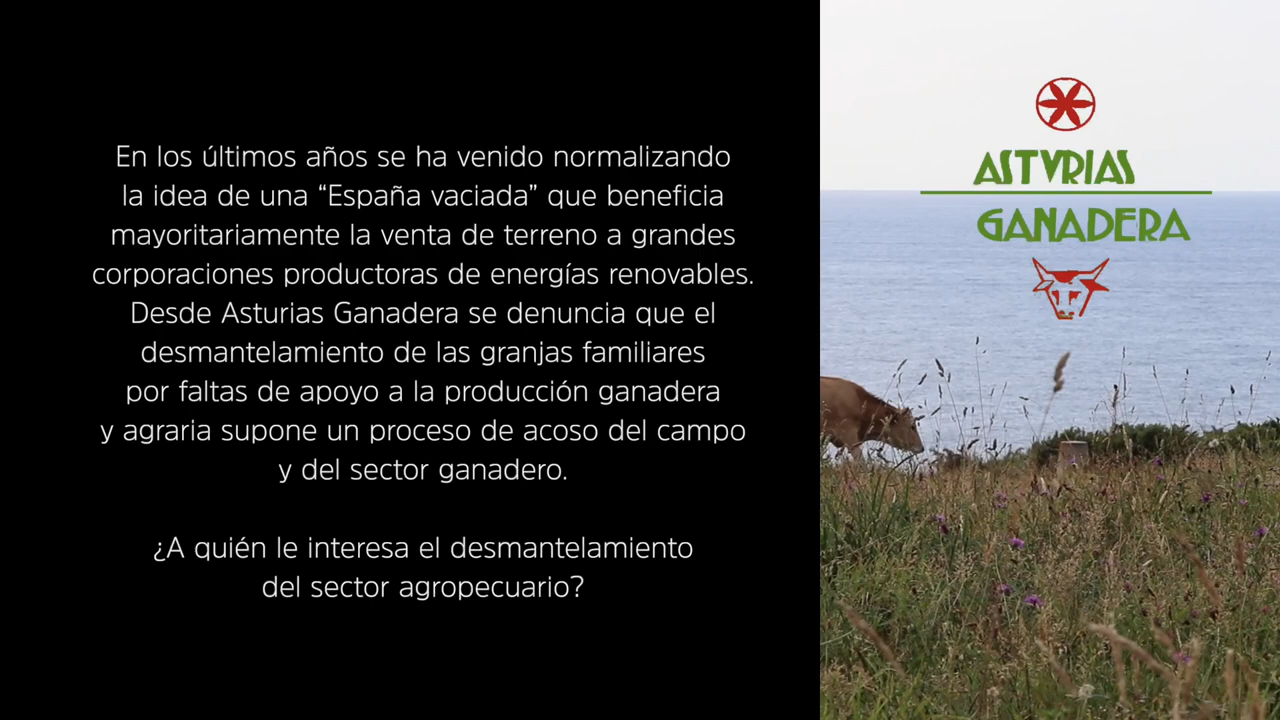 En los últimos años se ha venido normalizando
la idea de una “España vaciada” que beneficia
mayoritariamente la venta de terreno a grandes
corporaciones productoras de energías renovables.
Desde Asturias Ganadera se denuncia que el
desmantelamiento de las granjas familiares
por faltas de apoyo a la producción ganadera
y agraria supone un proceso de acoso del campo
y del sector ganadero.
¿A quién le interesa el desmantelamiento
del sector agropecuario?
ASTVRIAS
GANADERA